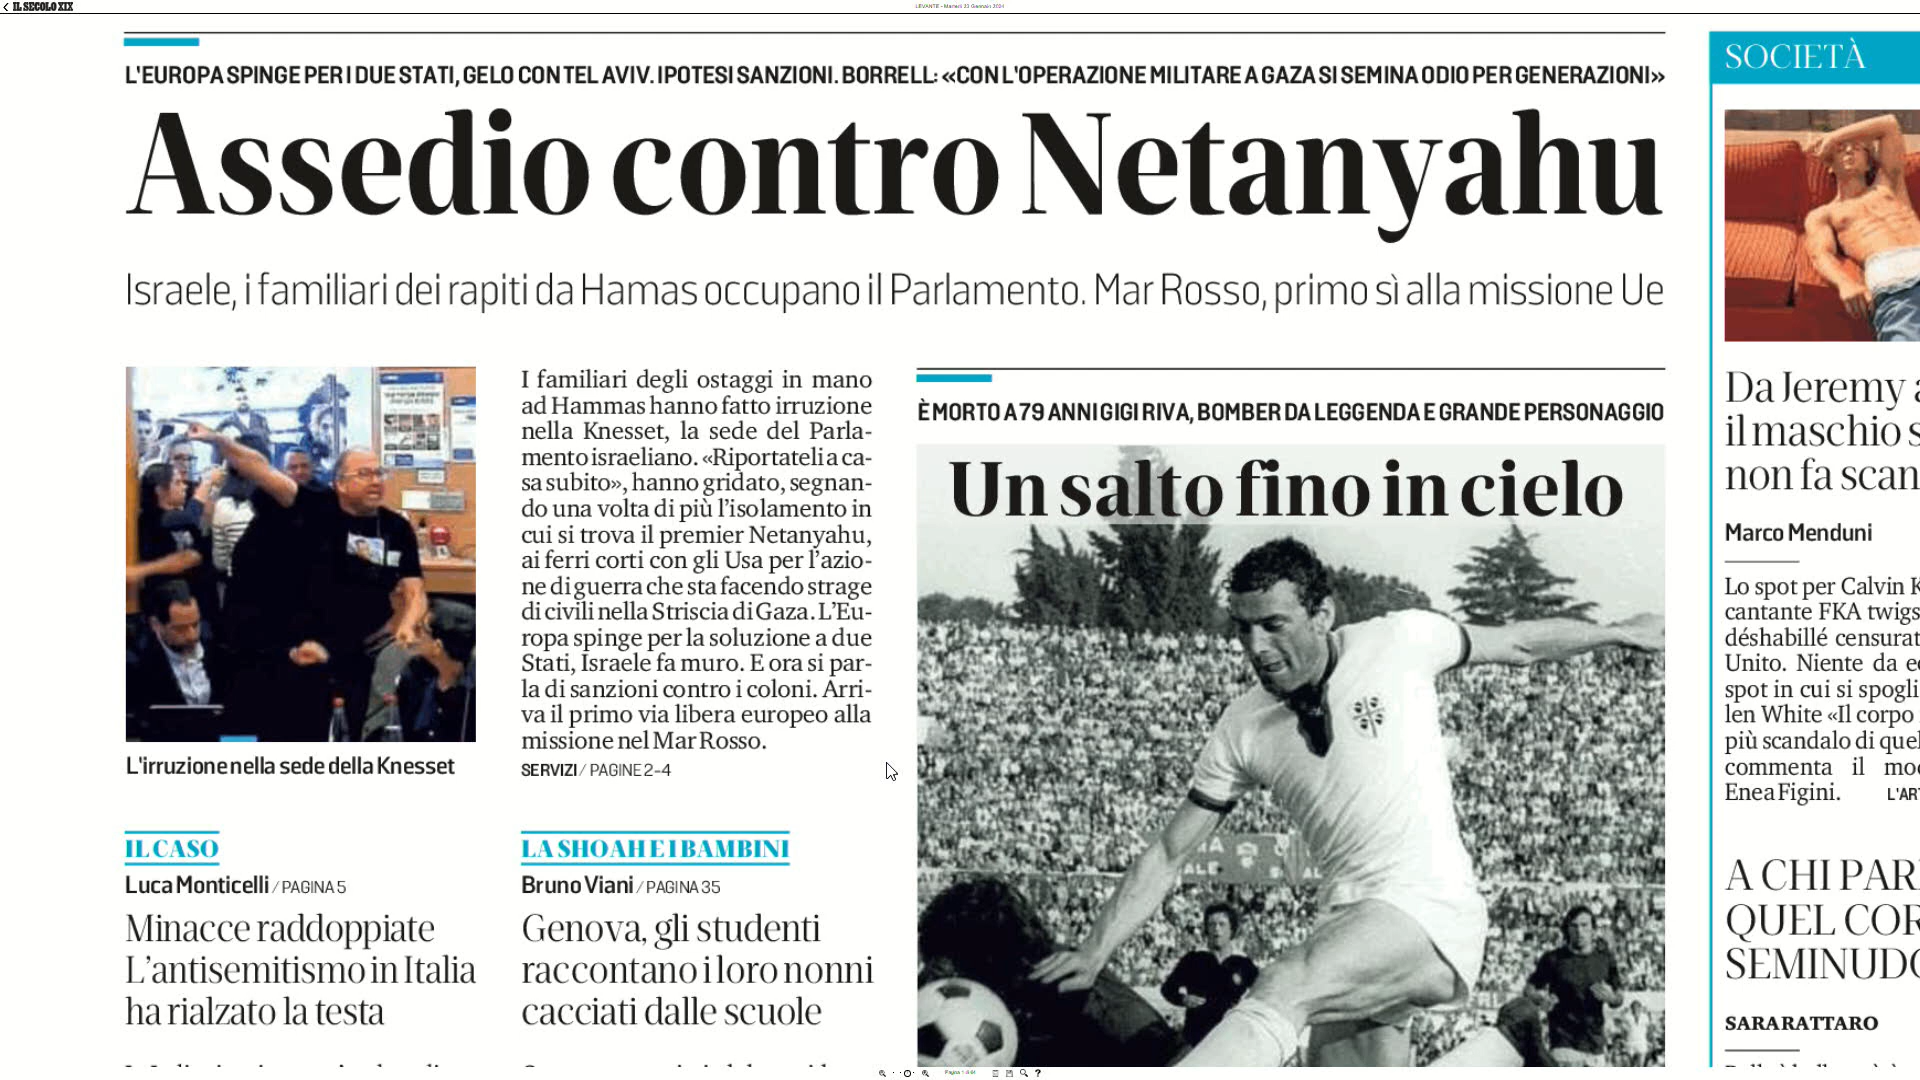 IL SECOLO XIX
LEVANTE - Martedì 23 Gennaio 2024
L'EUROPA SPINGE PER I DUE STATI, GELO CON TEL AVIV. IPOTESI SANZIONI. BORRELL: «CON L'OPERAZIONE MILITARE A GAZA SI SEMINA ODIO PER GENERAZIONI»
Assedio contro Netanyahu
Israele, i familiari dei rapiti da Hamas occupano il Parlamento. Mar Rosso, primo sì alla missione Ue
L'irruzione nella sede della Knesset
I familiari degli ostaggi in mano
ad Hammas hanno fatto irruzione
nella Knesset, la sede del Parla-
mento israeliano. «Riportateli a ca-
sa subito», hanno gridato, segnan-
do una volta di più l'isolamento in
cui si trova il premier Netanyahu,
ai ferri corti con gli Usa per l'azio-
ne di guerra che sta facendo strage
di civili nella Striscia di Gaza. L'Eu-
ropa spinge per la soluzione a due
Stati, Israele fa muro. E ora si par-
la di sanzioni contro i coloni. Arri-
va il primo via libera europeo alla
missione nel Mar Rosso.
SERVIZI / PAGINE 2-4
IL CASO
Luca Monticelli / PAGINA 5
Minacce raddoppiate
L'antisemitismo in Italia
ha rialzato la testa
LA SHOAH E I BAMBINI
Bruno Viani / PAGINA 35
Genova, gli studenti
raccontano i loro nonni
cacciati dalle scuole
È MORTO A 79 ANNI GIGI RIVA, BOMBER DA LEGGENDA E GRANDE PERSONAGGIO
Un salto fino in cielo
SOCIETÀ
Da Jeremy a
il maschio s
non fa scan
Marco Menduni
Lo spot per Calvin K
cantante FKA twigs
déshabillé censurat
Unito. Niente da ec
spot in cui si spogli
len White «Il corpo
più scandalo di quel
commenta il mod
Enea Figini. L'AR
A CHI PAR
QUEL COR
SEMINUDO
SARA RATTARO